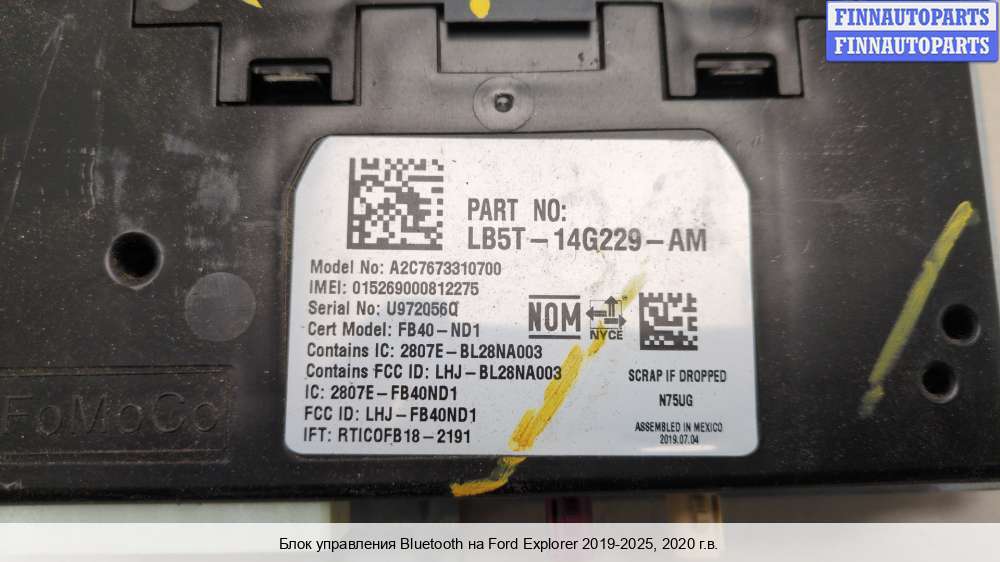 FINNAUTOPARTS
FINNAUTOPARTS
PART NO:
LB5T-14G229-AM
Model No: A2C7673310700
IMEI: 015269000812275
Serial No: U972056Q
Cert Model: FB40-ND1
Contains IC: 2807E-BL28NA003
Contains FCC ID: LHJ-BL28NA003
IC: 2807E-FB40ND1
FCC ID: LHJ-FB40ND1
IFT: RTICOFB18-2191
NOM
NYCE
SCRAP IF DROPPED
N75UG
ASSEMBLED IN MEXICO
2019.07.04
FoMoCo
Блок управления Bluetooth на Ford Explorer 2019-2025, 2020 г.в.